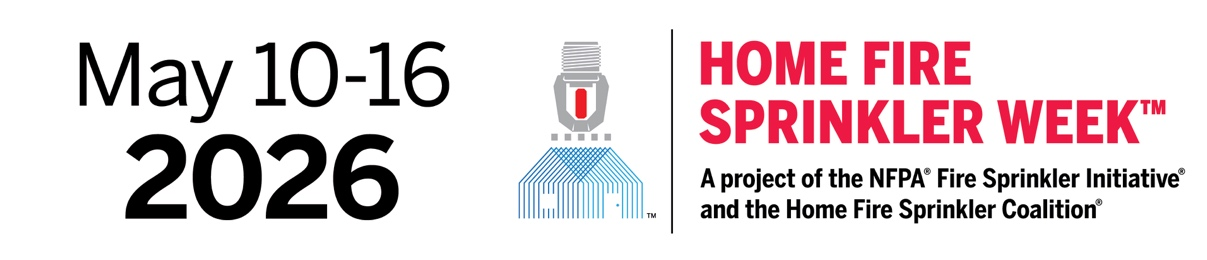 May 10-16
2026
™
HOME FIRE
SPRINKLER WEEK™
A project of the NFPA® Fire Sprinkler Initiative®
and the Home Fire Sprinkler Coalition®